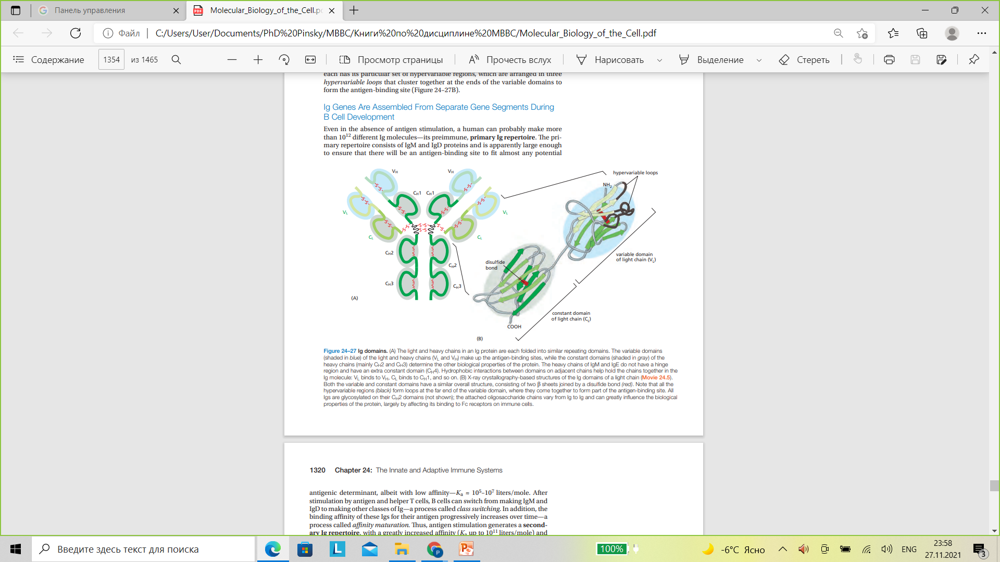 Панель управления
Molecular_Biology_of_the_Cell.p
Файл
C:/Users/User/Documents/PhD%20Pinsky/MBBC/Книги%20по%20дисциплине%20MBBC/Molecular_Biology_of_the_Cell.pdf
Содержание
1354
из 1465
Просмотр страницы
Прочесть вслух
Нарисовать
Выделение
Стереть
each has its particular set of hypervariable regions, which are arranged in three
hypervariable loops that cluster together at the ends of the variable domains to
form the antigen-binding site (Figure 24–27B).
Ig Genes Are Assembled From Separate Gene Segments During
B Cell Development
Even in the absence of antigen stimulation, a human can probably make more
than 10¹² different Ig molecules—its preimmune, primary Ig repertoire. The pri-
mary repertoire consists of IgM and IgD proteins and is apparently large enough
to ensure that there will be an antigen-binding site to fit almost any potential
VH
VH
CH1 CH1
VL
VL
CL
CL
CH2
CH2
CH3
CH3
S-S
(A)
hypervariable loops
NH₂
variable domain
of light chain (VL)
disulfide
bond
constant domain
of light chain (CL)
COOH
(B)
Figure 24–27 Ig domains. (A) The light and heavy chains in an Ig protein are each folded into similar repeating domains. The variable domains
(shaded in blue) of the light and heavy chains (VL and VH) make up the antigen-binding sites, while the constant domains (shaded in gray) of the
heavy chains (mainly CH2 and CH3) determine the other biological properties of the protein. The heavy chains of IgM and IgE do not have a hinge
region and have an extra constant domain (CH4). Hydrophobic interactions between domains on adjacent chains help hold the chains together in the
Ig molecule: VL binds to VH, CL binds to CH1, and so on. (B) X-ray crystallography-based structures of the Ig domains of a light chain (Movie 24.5).
Both the variable and constant domains have a similar overall structure, consisting of two β sheets joined by a disulfide bond (red). Note that all the
hypervariable regions (black) form loops at the far end of the variable domain, where they come together to form part of the antigen-binding site. All
Igs are glycosylated on their CH2 domains (not shown); the attached oligosaccharide chains vary from Ig to Ig and can greatly influence the biological
properties of the protein, largely by affecting its binding to Fc receptors on immune cells.
1320 Chapter 24: The Innate and Adaptive Immune Systems
antigenic determinant, albeit with low affinity—Ka ≈ 10⁵–10⁷ liters/mole. After
stimulation by antigen and helper T cells, B cells can switch from making IgM and
IgD to making other classes of Ig—a process called class switching. In addition, the
binding affinity of these Igs for their antigen progressively increases over time—a
process called affinity maturation. Thus, antigen stimulation generates a second-
ary Ig repertoire, with a greatly increased affinity (Ka up to 10¹¹ liters/mole) and
Введите здесь текст для поиска
100%
-6°C Ясно
ENG
23:58
27.11.2021
3